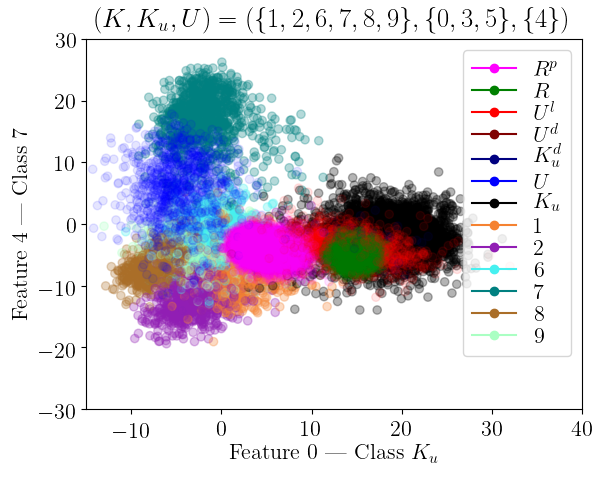 (K, K_u, U) = ({1, 2, 6, 7, 8, 9}, {0, 3, 5}, {4})
30
20
10
0
−10
−20
−30
Feature 4 — Class 7
−10
0
10
20
30
40
Feature 0 — Class K_u
R^p
R
U^l
U^d
K_u^d
U
K_u
1
2
6
7
8
9